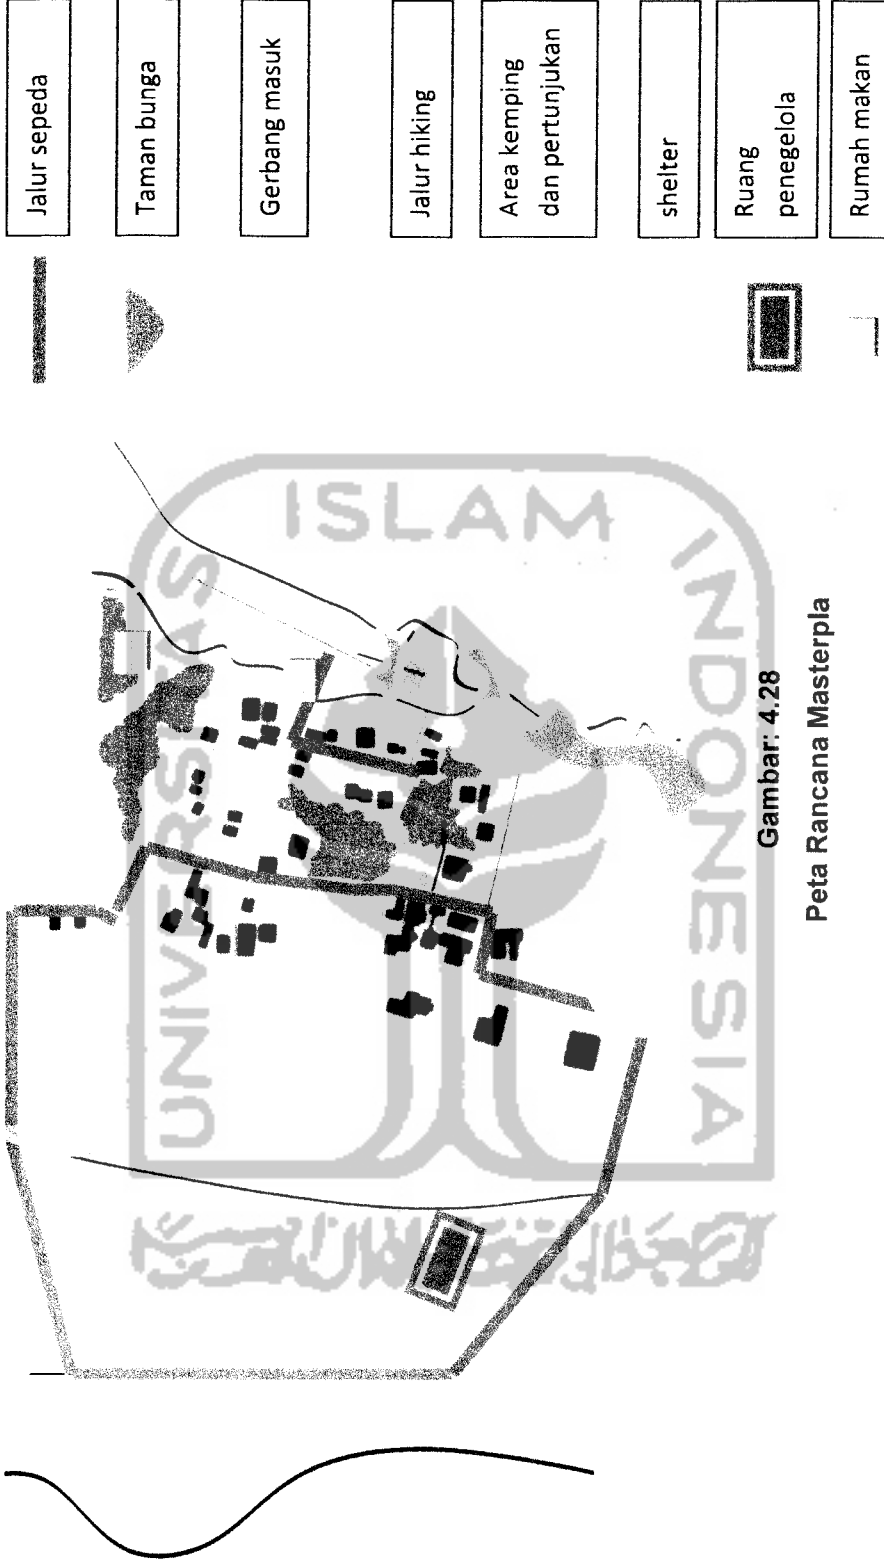 Jalur sepeda
Taman bunga
Gerbang masuk
Jalur hiking
Area kemping
dan pertunjukan
shelter
Ruang
penegelola
Rumah makan
UNIVERSITAS
ISLAM
INDONESIA
Gambar: 4.28
Peta Rancana Masterpla